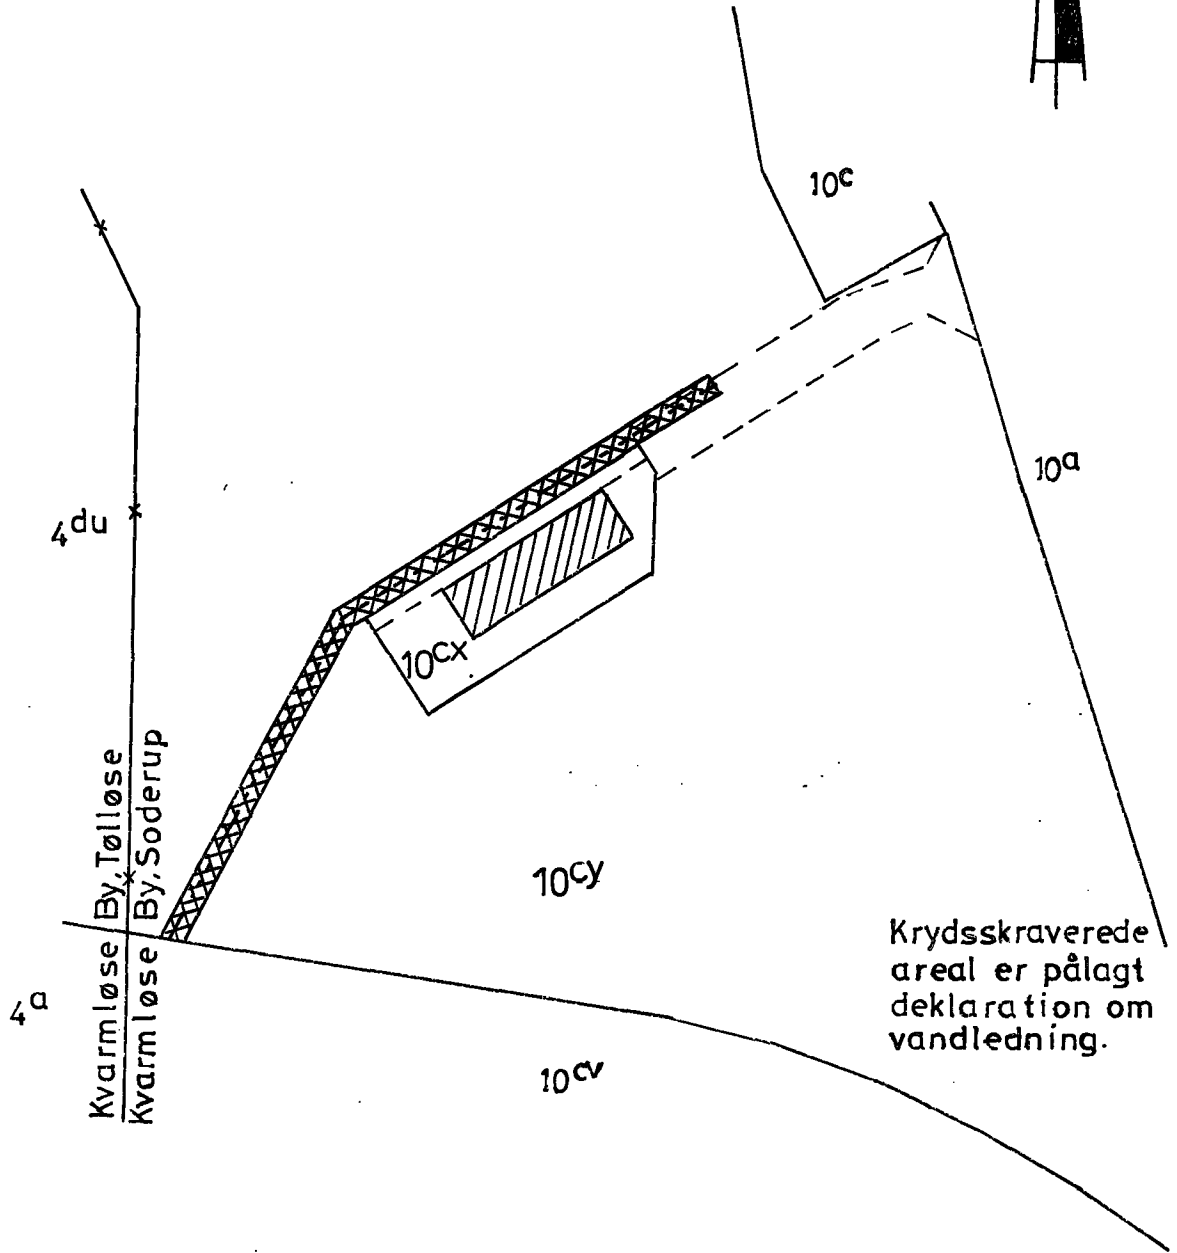 10c
10a
4du
10cx
Kvarmløse By, Tølløse
Kvarmløse By, Soderup
10cy
Krydsskraverede
areal er pålagt
deklaration om
vandledning.
4a
10cv